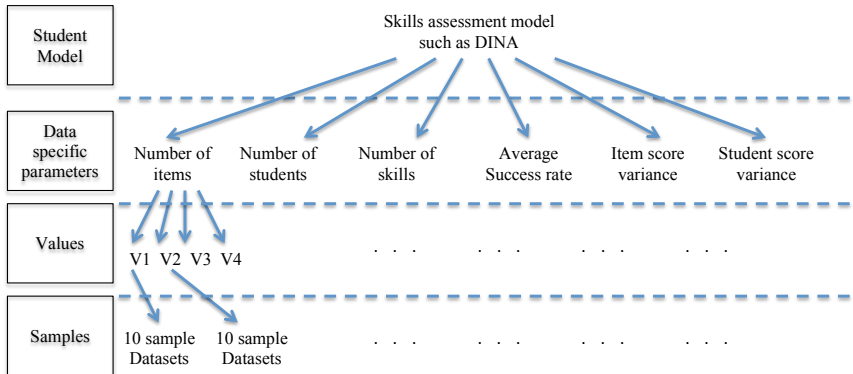 Student
Model
Skills assessment model
such as DINA
Data
specific
parameters
Number of
items
Number of
students
Number of
skills
Average
Success rate
Item score
variance
Student score
variance
Values
V1 V2 V3 V4
. . . . . . . . . . . .
Samples
10 sample
Datasets
10 sample
Datasets
. . . . . . . . . . . .